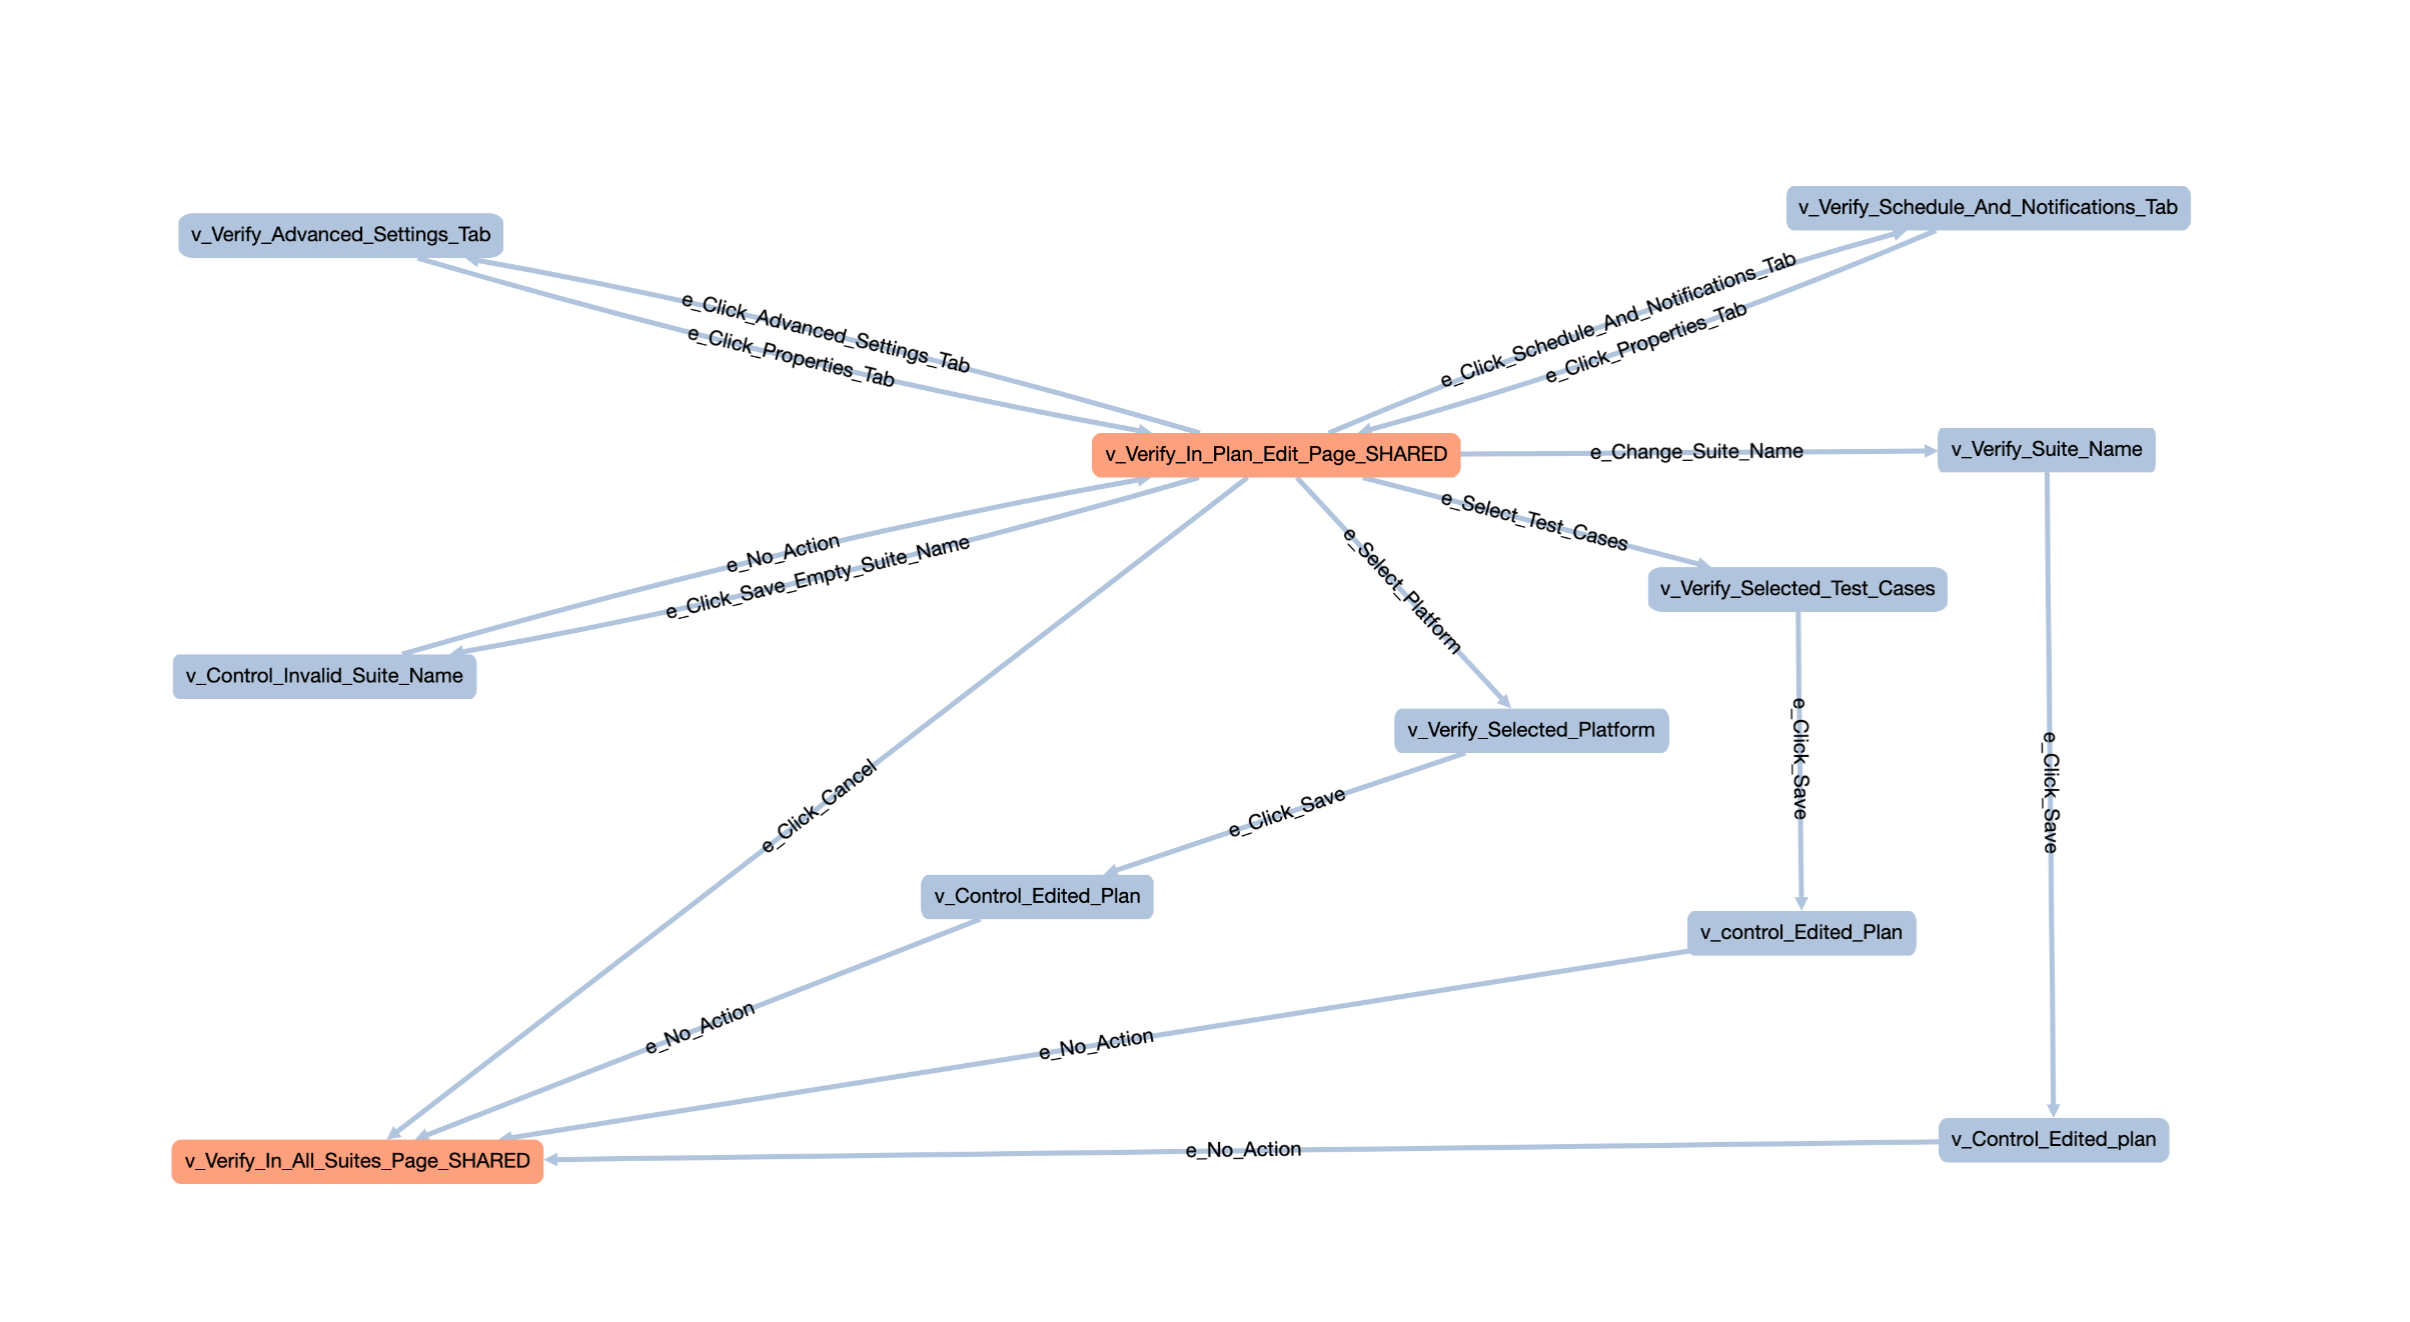 v_Verify_Schedule_And_Notifications_Tab
v_Verify_Advanced_Settings_Tab
e_Click_Schedule_And_Notifications_Tab
e_Click_Advanced_Settings_Tab
e_Click_Properties_Tab
e_Click_Properties_Tab
v_Verify_In_Plan_Edit_Page_SHARED
e_Change_Suite_Name
v_Verify_Suite_Name
e_Select_Test_Cases
e_No_Action
e_Click_Save_Empty_Suite_Name
e_Select_Platform
v_Verify_Selected_Test_Cases
v_Control_Invalid_Suite_Name
v_Verify_Selected_Platform
e_Click_Save
e_Click_Save
e_Click_Cancel
e_Click_Save
v_Control_Edited_Plan
v_control_Edited_Plan
e_No_Action
e_No_Action
v_Control_Edited_plan
e_No_Action
v_Verify_In_All_Suites_Page_SHARED